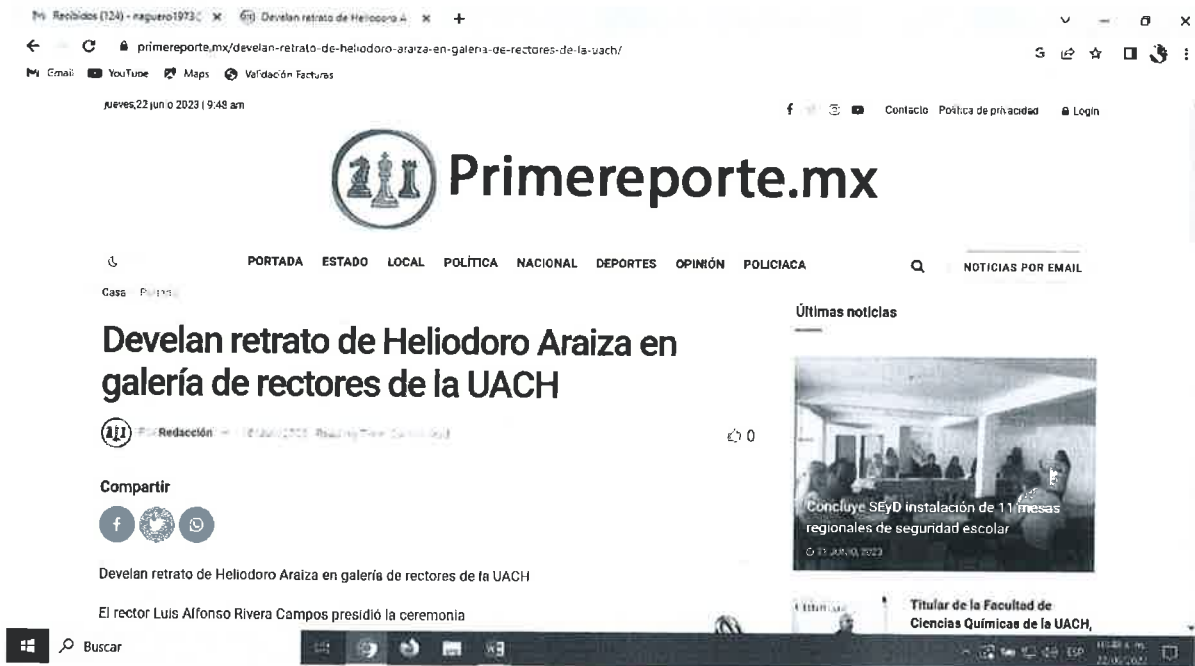 Recibidos (124) - naguero1973
Develan retrato de Heliodoro A
primereporte.mx/develan-retrato-de-heliodoro-araiza-en-galeria-de-rectores-de-la-uach/
Gmail YouTube Maps Validación Facturas
jueves, 22 junio 2023 | 9:48 am
Contacto Política de privacidad Login
Primereporte.mx
PORTADA ESTADO LOCAL POLÍTICA NACIONAL DEPORTES OPINIÓN POLICIACA
NOTICIAS POR EMAIL
Casa
Develan retrato de Heliodoro Araiza en
galería de rectores de la UACH
Redacción
0
Compartir
Develan retrato de Heliodoro Araiza en galería de rectores de la UACH
El rector Luis Alfonso Rivera Campos presidió la ceremonia
Últimas noticias
Concluye SEyD instalación de 11 mesas
regionales de seguridad escolar
21 JUNIO, 2023
Titular de la Facultad de
Ciencias Químicas de la UACH,
Buscar
ESP